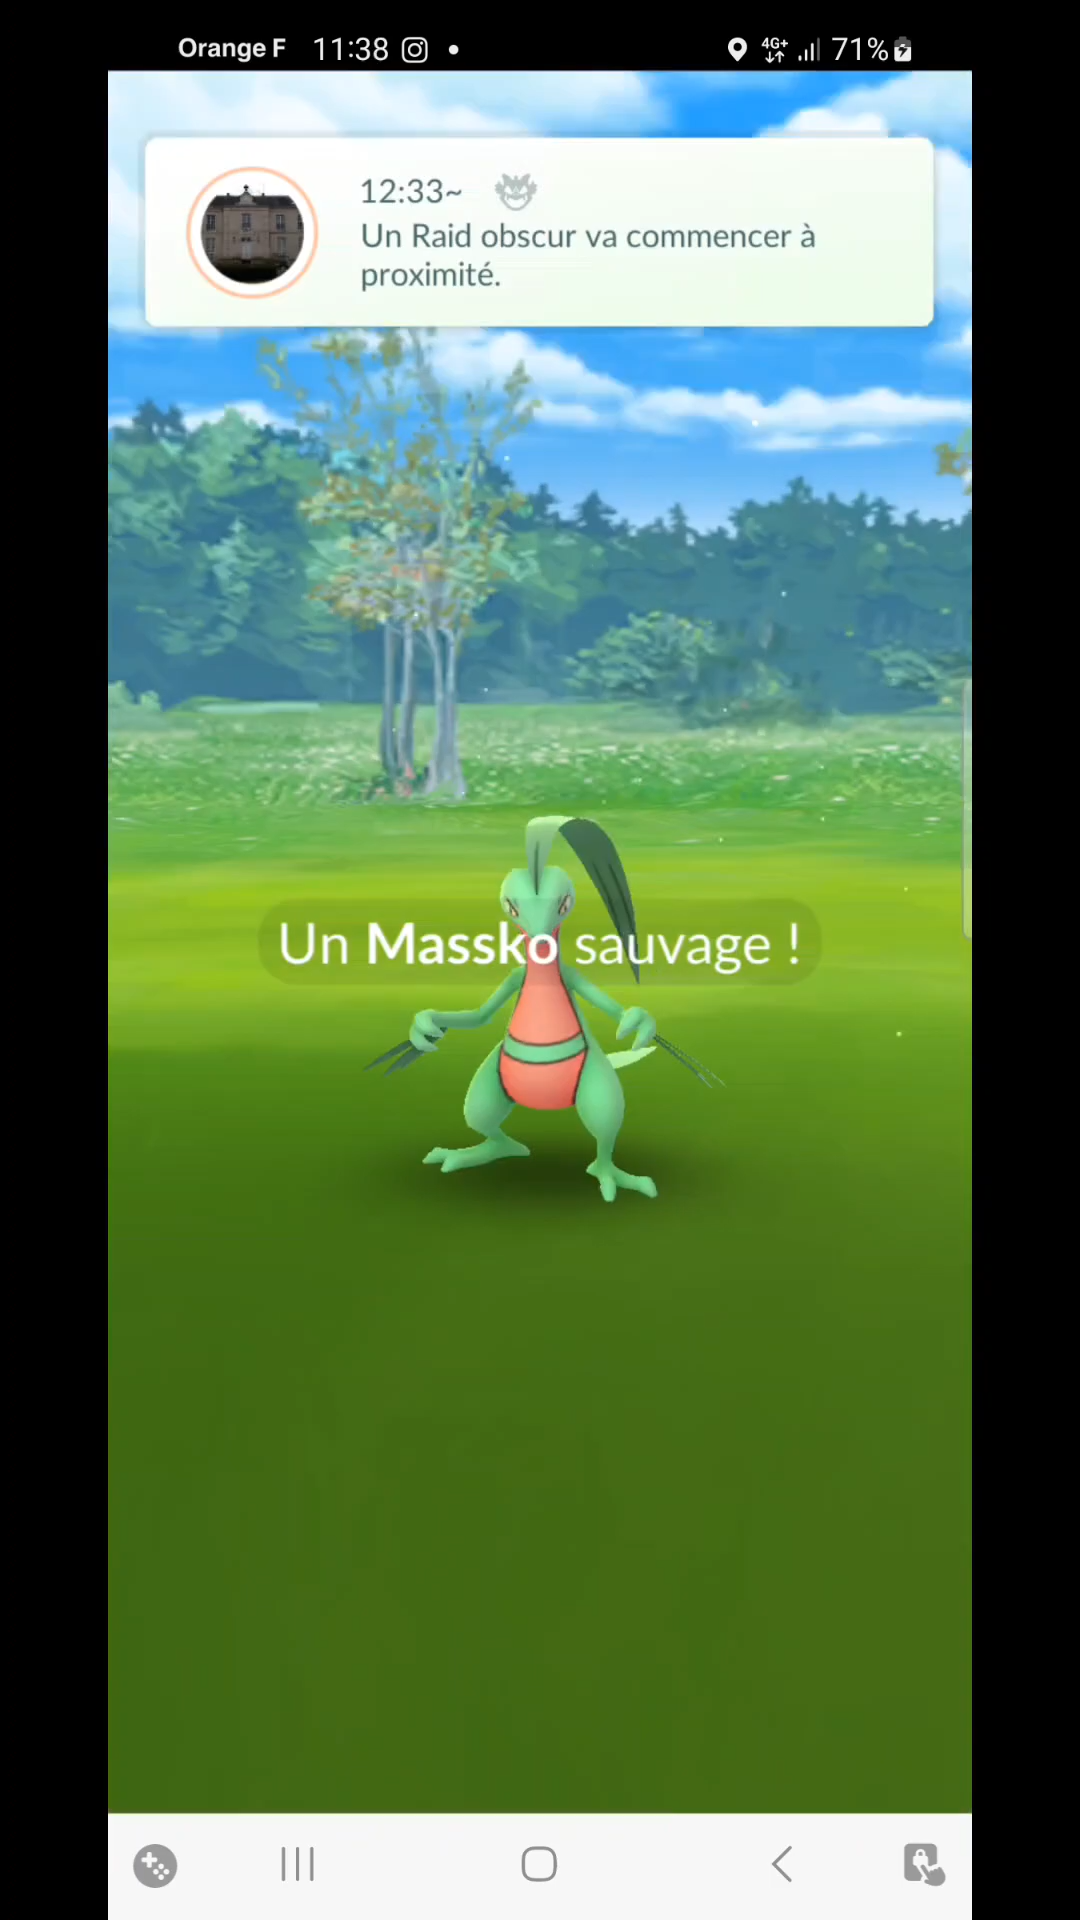 Orange F 11:38 4G+ 71%
12:33~
Un Raid obscur va commencer à
proximité.
Un Massko sauvage !